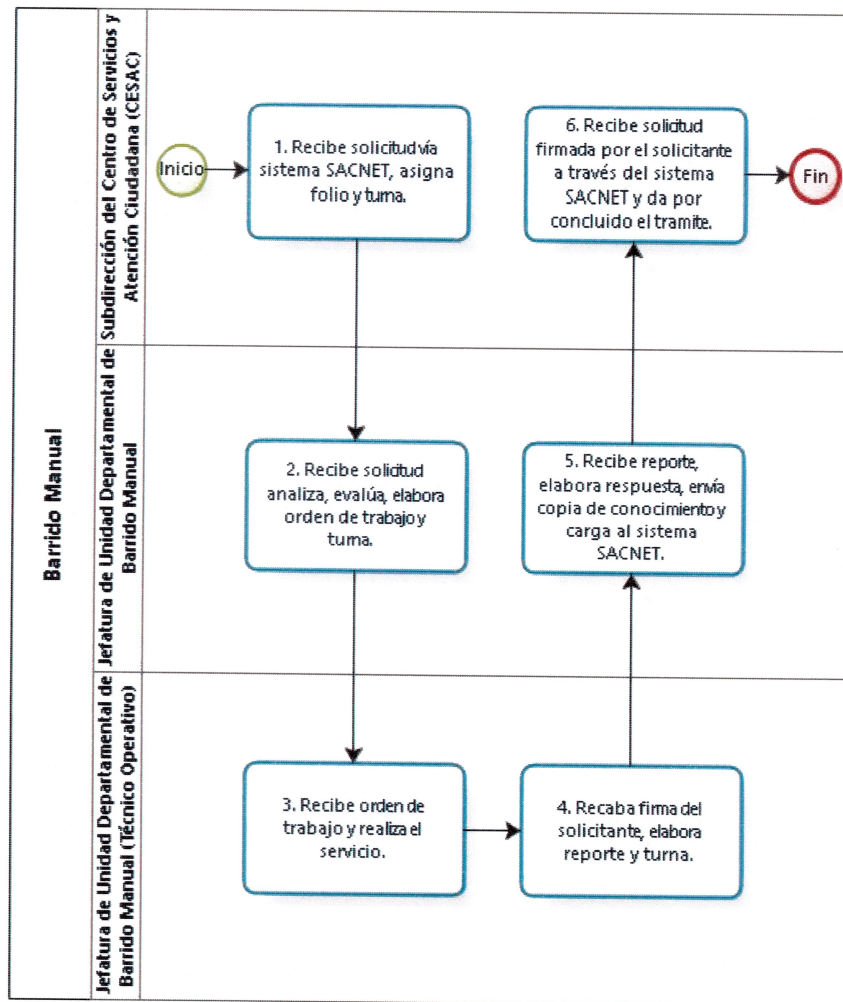 Barrido Manual
Subdirección del Centro de Servicios y
Atención Ciudadana (CESAC)
Inicio
1. Recibe solicitud vía
sistema SACNET, asigna
folio y turna.
6. Recibe solicitud
firmada por el solicitante
a través del sistema
SACNET y da por
concluido el tramite.
Fin
Jefatura de Unidad Departamental de
Barrido Manual
2. Recibe solicitud
analiza, evalúa, elabora
orden de trabajo y
turna.
5. Recibe reporte,
elabora respuesta, envía
copia de conocimiento y
carga al sistema
SACNET.
Jefatura de Unidad Departamental de
Barrido Manual (Técnico Operativo)
3. Recibe orden de
trabajo y realiza el
servicio.
4. Recaba firma del
solicitante, elabora
reporte y turna.